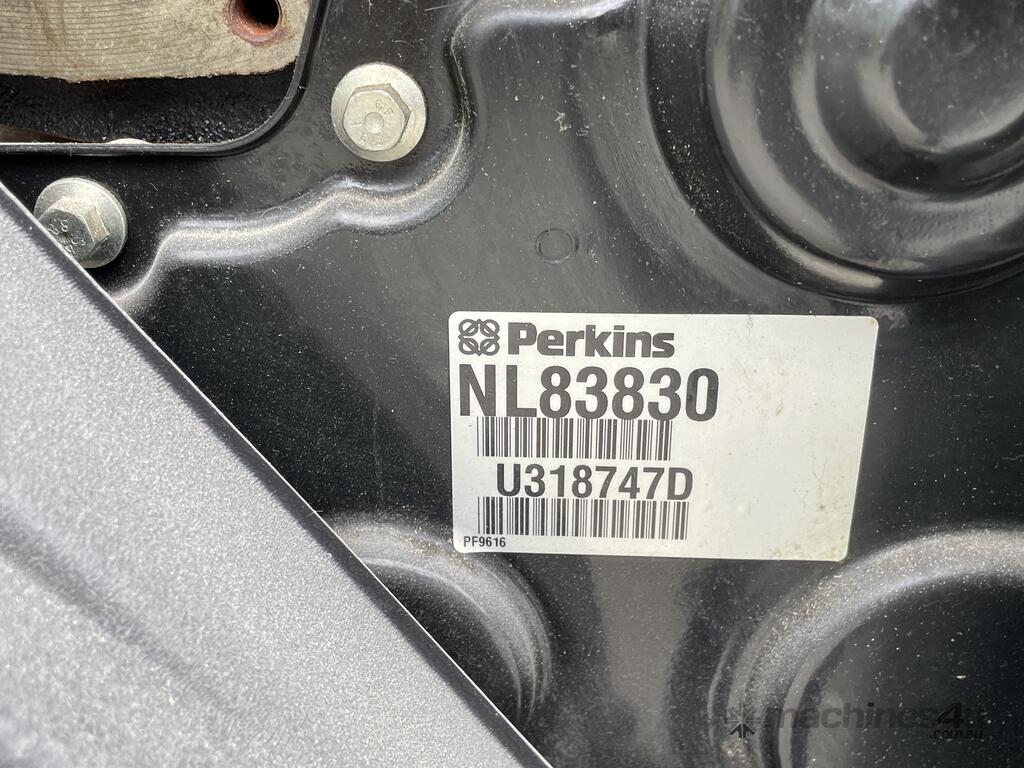 Perkins
NL83830
U318747D
PF9616
machines4u
.com.au